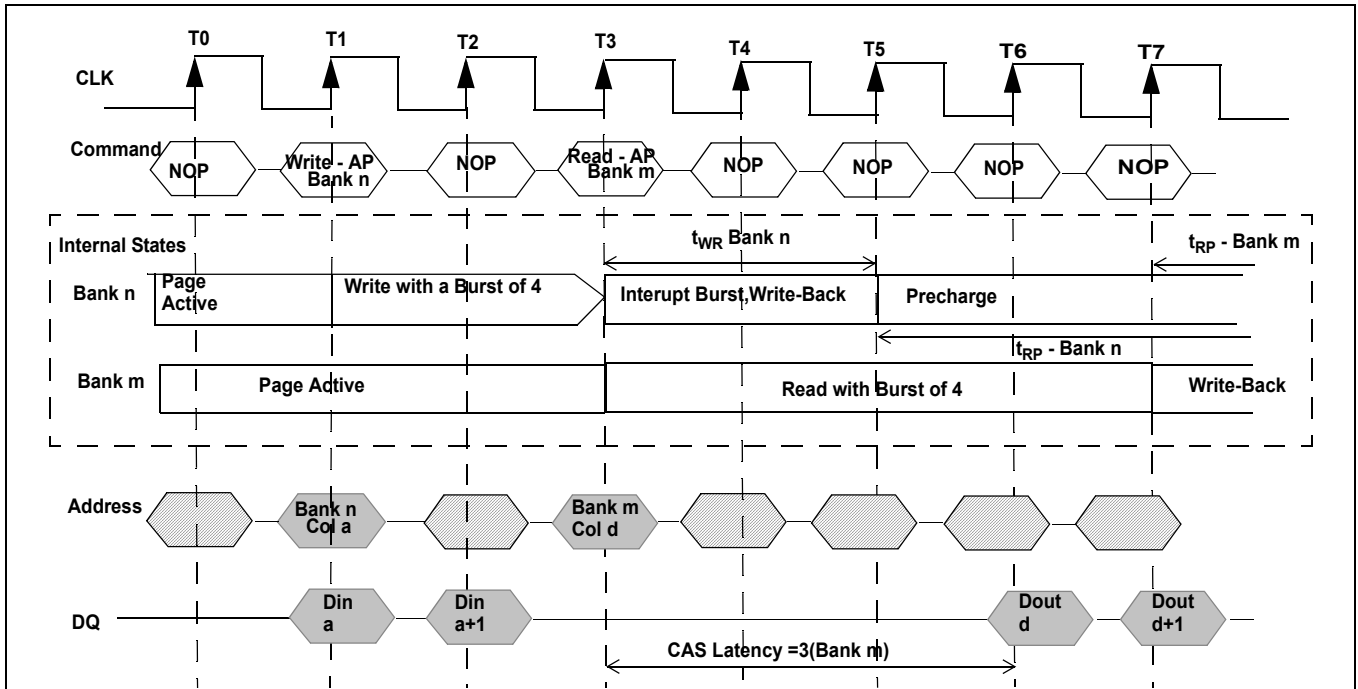 T0 T1 T2 T3 T4 T5 T6 T7
CLK
Command
NOP
Write - AP
Bank n
NOP
Read - AP
Bank m
NOP
NOP
NOP
NOP
Internal States
tWR Bank n
tRP - Bank m
Bank n
Page
Active
Write with a Burst of 4
Interupt Burst,Write-Back
Precharge
tRP - Bank n
Bank m
Page Active
Read with Burst of 4
Write-Back
Address
Bank n
Col a
Bank m
Col d
DQ
Din
a
Din
a+1
Dout
d
Dout
d+1
CAS Latency =3(Bank m)